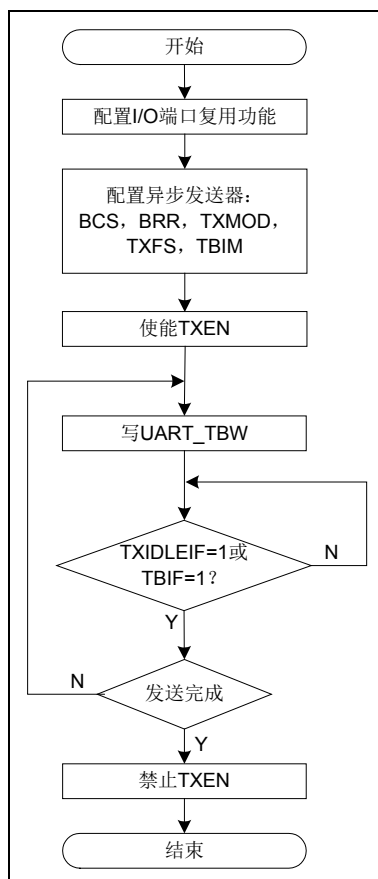 开始
配置I/O端口复用功能
配置异步发送器：
BCS，BRR，TXMOD，
TXFS，TBIM
使能TXEN
写UART_TBW
TXIDLEIF=1或
TBIF=1？
N
Y
N
发送完成
Y
禁止TXEN
结束